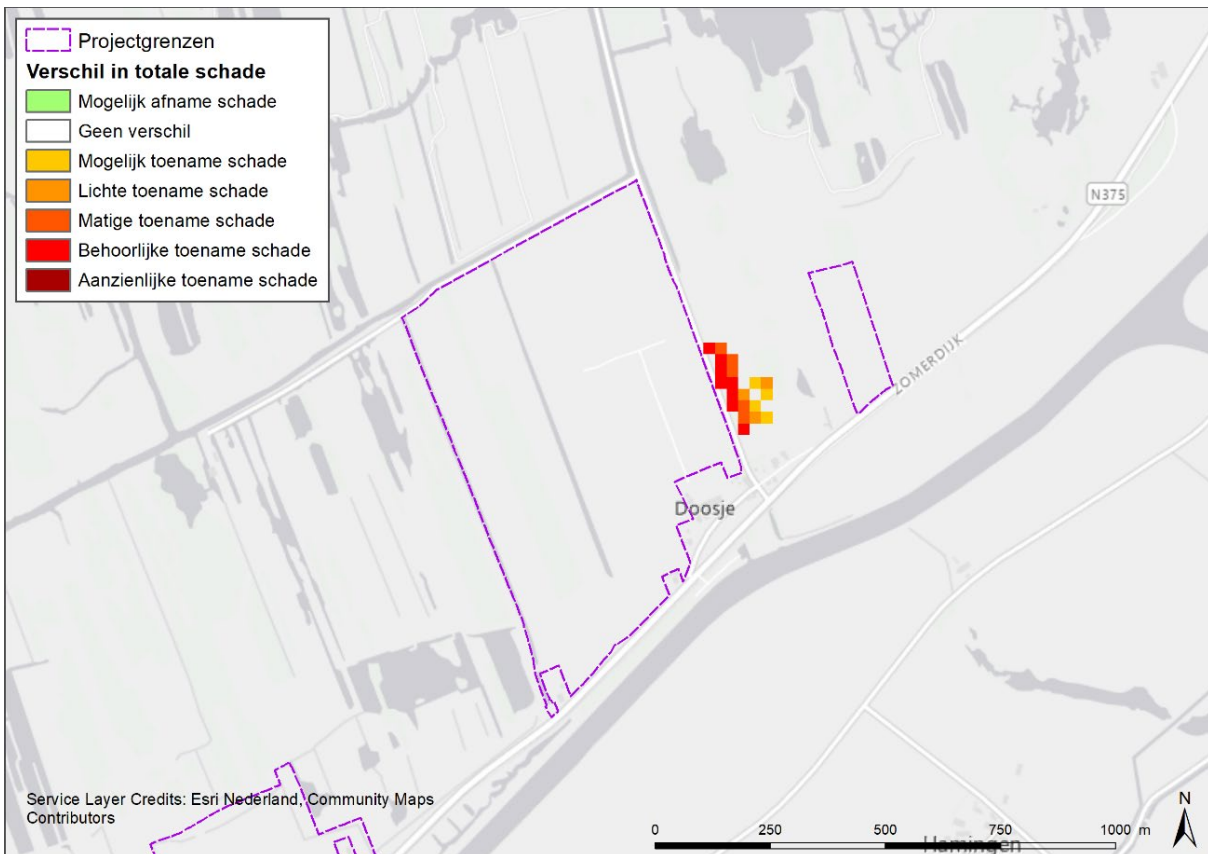 Projectgrenzen
Verschil in totale schade
Mogelijk afname schade
Geen verschil
Mogelijk toename schade
Lichte toename schade
Matige toename schade
Behoorlijke toename schade
Aanzienlijke toename schade
N375
ZOMERDIJK
Doosje
Service Layer Credits: Esri Nederland, Community Maps
Contributors
N
0 250 500 750 1000 m
Hamingen